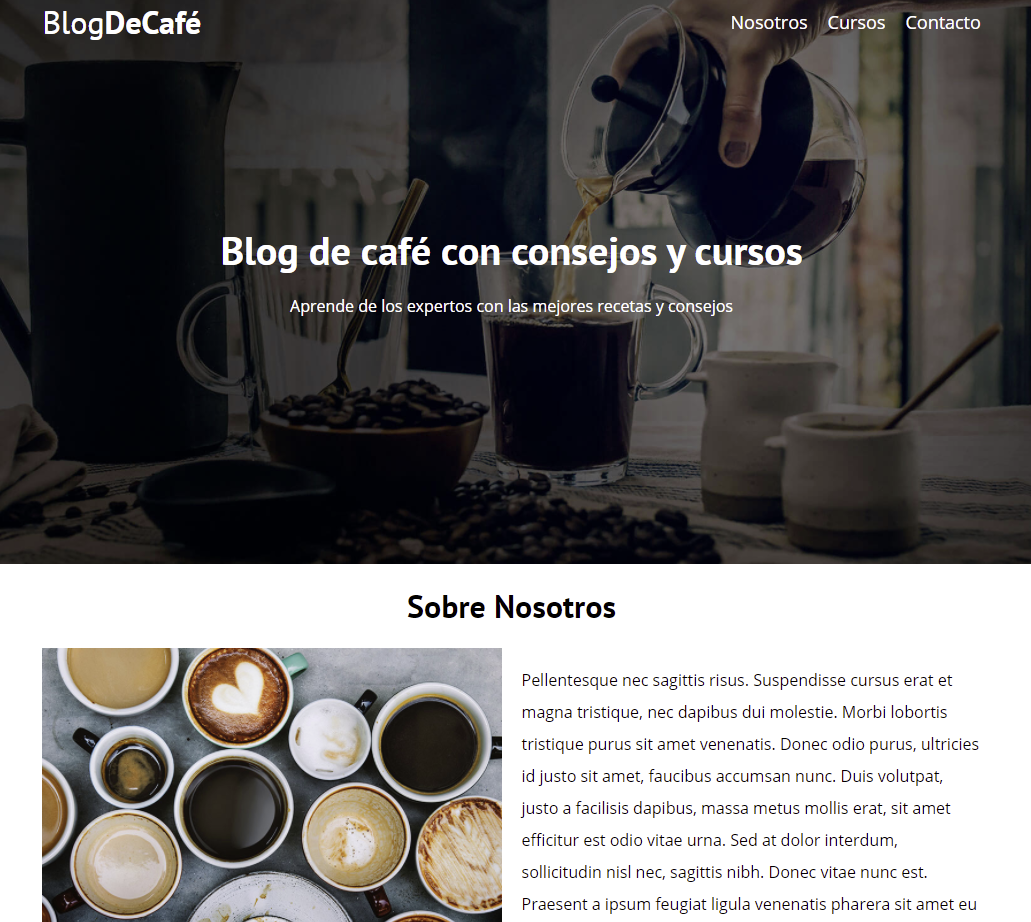 BlogDeCafé
Nosotros Cursos Contacto
Blog de café con consejos y cursos
Aprende de los expertos con las mejores recetas y consejos
Sobre Nosotros
Pellentesque nec sagittis risus. Suspendisse cursus erat et
magna tristique, nec dapibus dui molestie. Morbi lobortis
tristique purus sit amet venenatis. Donec odio purus, ultricies
id justo sit amet, faucibus accumsan nunc. Duis volutpat,
justo a facilisis dapibus, massa metus mollis erat, sit amet
efficitur est odio vitae urna. Sed at dolor interdum,
sollicitudin nisl nec, sagittis nibh. Donec vitae nunc est.
Praesent a ipsum feugiat ligula venenatis pharera sit amet eu